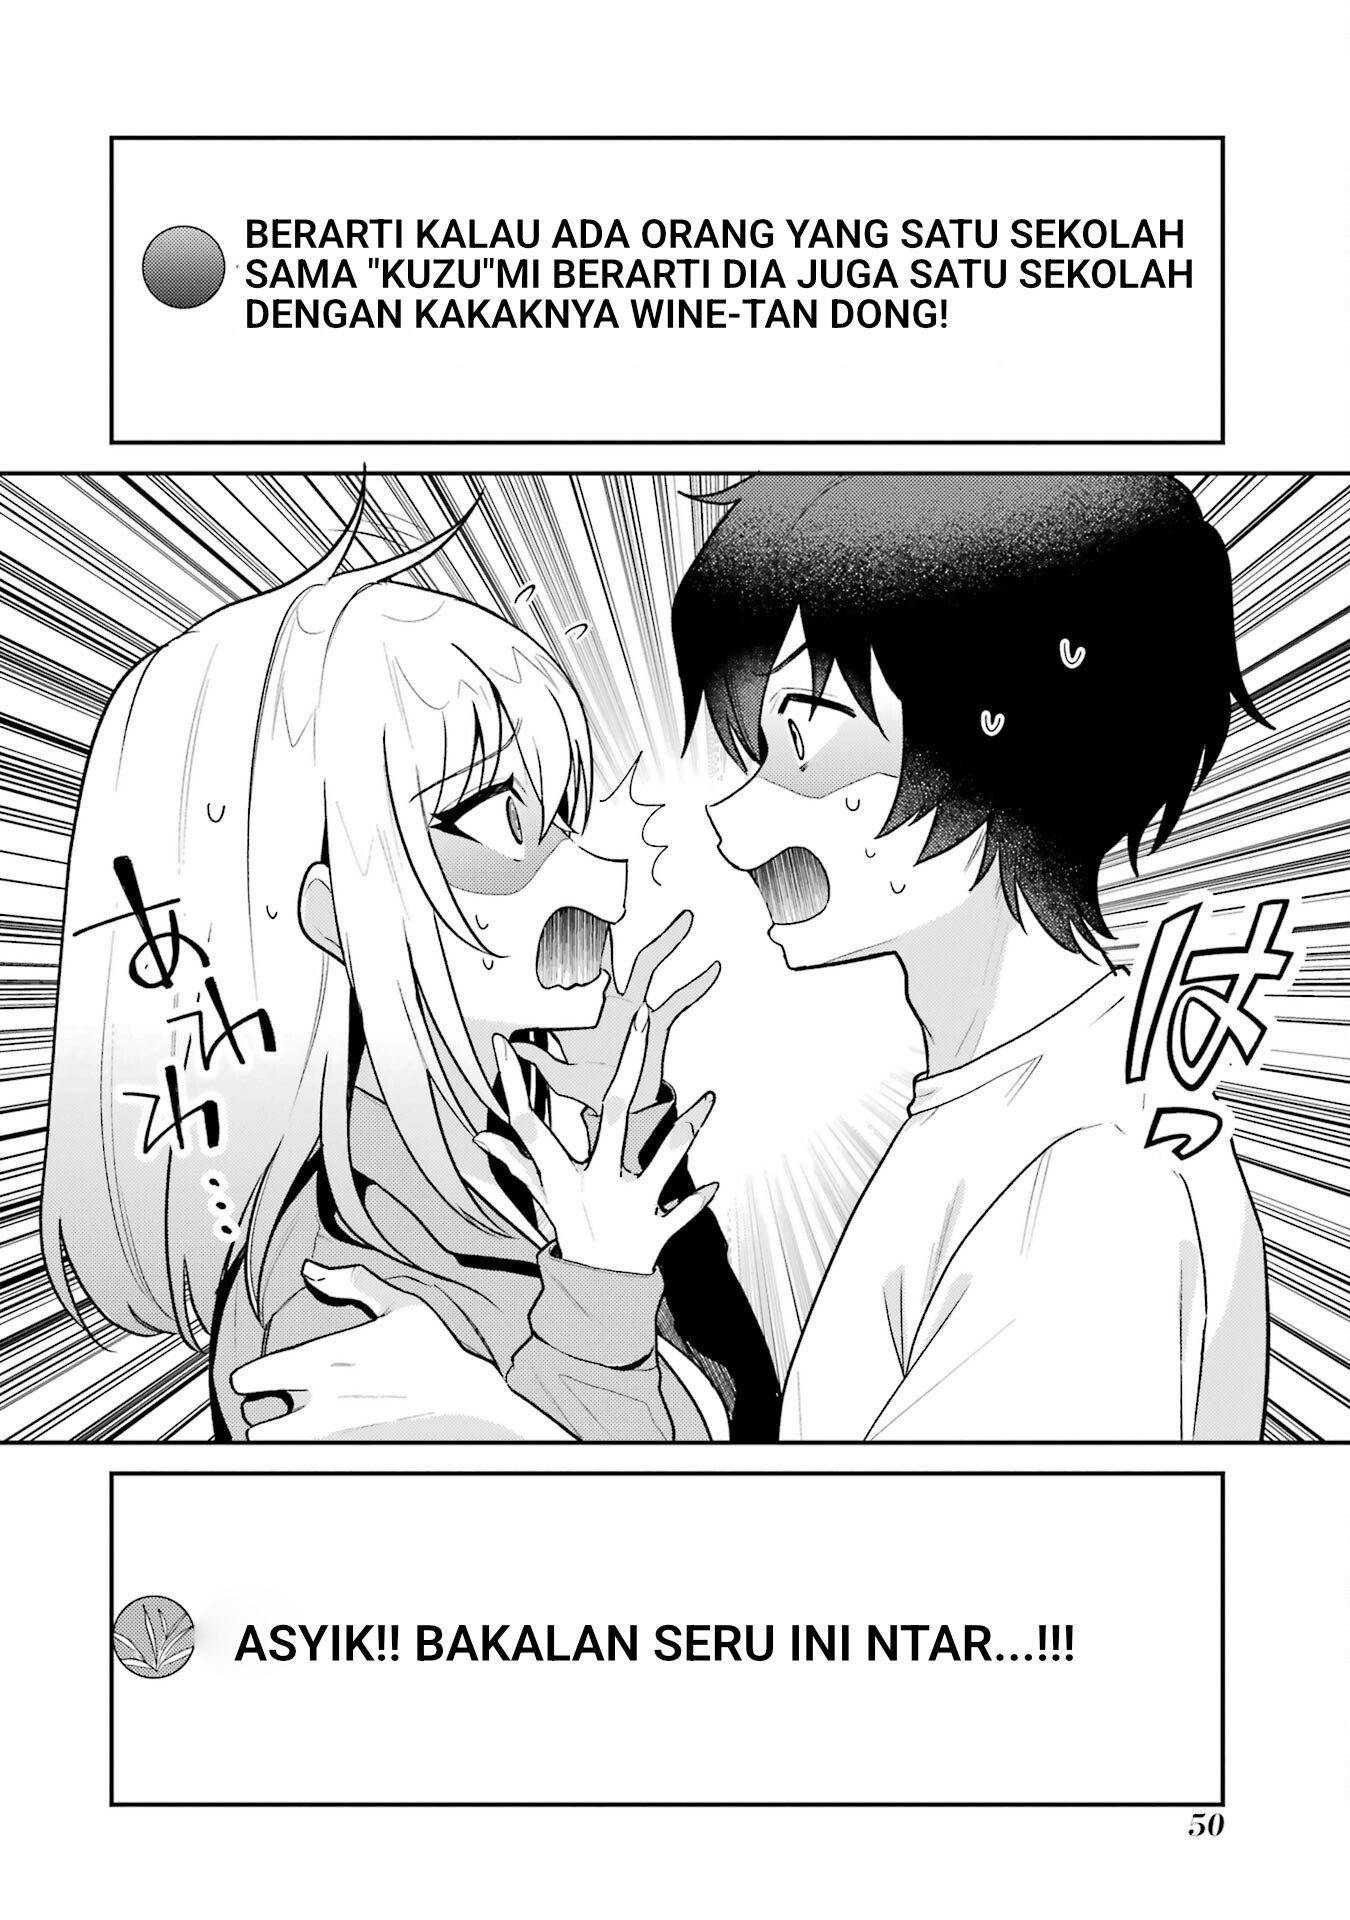 BERARTI KALAU ADA ORANG YANG SATU SEKOLAH
SAMA "KUZU"MI BERARTI DIA JUGA SATU SEKOLAH
DENGAN KAKAKNYA WINE-TAN DONG!
はっ
あわわ…
ASYIK!! BAKALAN SERU INI NTAR...!!!
50